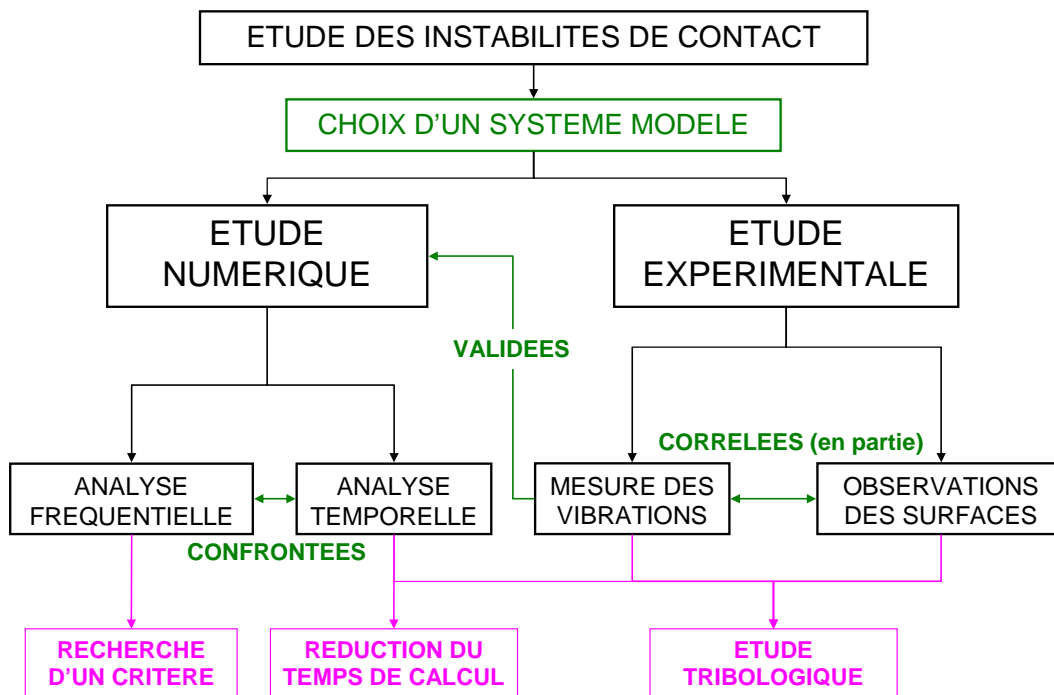 ETUDE DES INSTABILITES DE CONTACT
CHOIX D'UN SYSTEME MODELE
ETUDE
NUMERIQUE
ETUDE
EXPERIMENTALE
VALIDEES
CORRELEES (en partie)
ANALYSE
FREQUENTIELLE
ANALYSE
TEMPORELLE
MESURE DES
VIBRATIONS
OBSERVATIONS
DES SURFACES
CONFRONTEES
RECHERCHE
D'UN CRITERE
REDUCTION DU
TEMPS DE CALCUL
ETUDE
TRIBOLOGIQUE